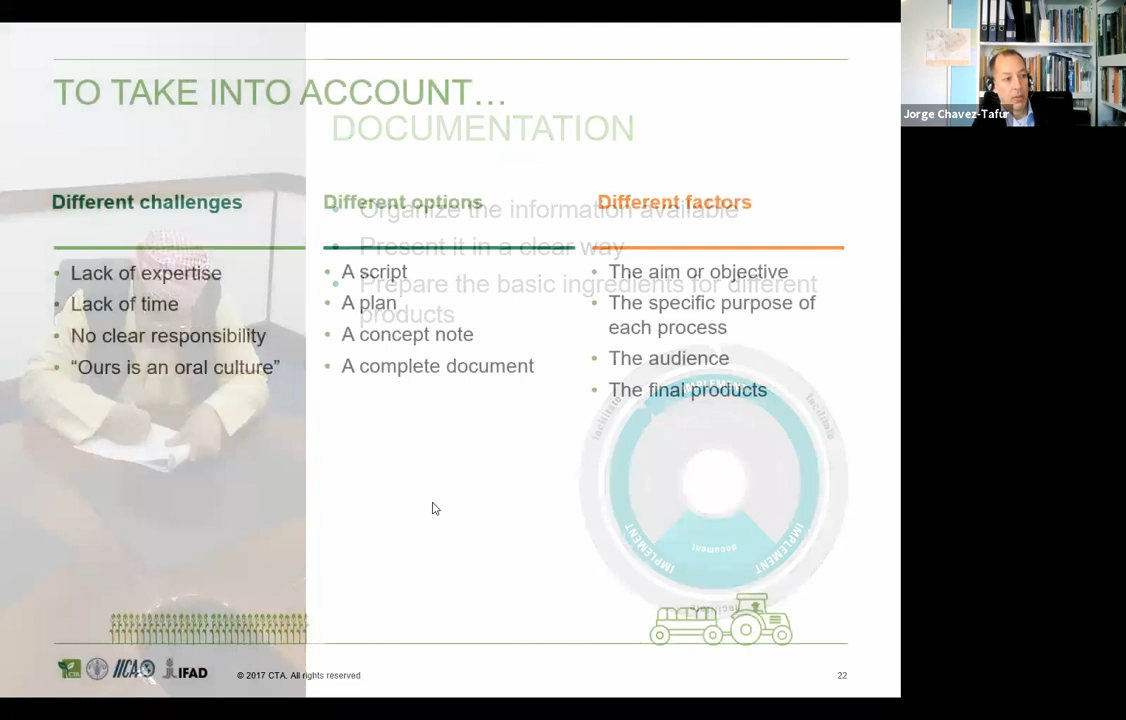 TO TAKE INTO ACCOUNT…
DOCUMENTATION
Different challenges
Lack of expertise
Lack of time
No clear responsibility
“Ours is an oral culture”
Different options
A script
A plan
A concept note
A complete document
Different factors
The aim or objective
The specific purpose of
each process
The audience
The final products
Organize the information available
Present it in a clear way
Prepare the basic ingredients for different
products
facilitate
IMPLEMENT
facilitate
IMPLEMENT
document
IMPLEMENT
CTA
IICA
IFAD
© 2017 CTA. All rights reserved
22
Jorge Chavez-Tafur